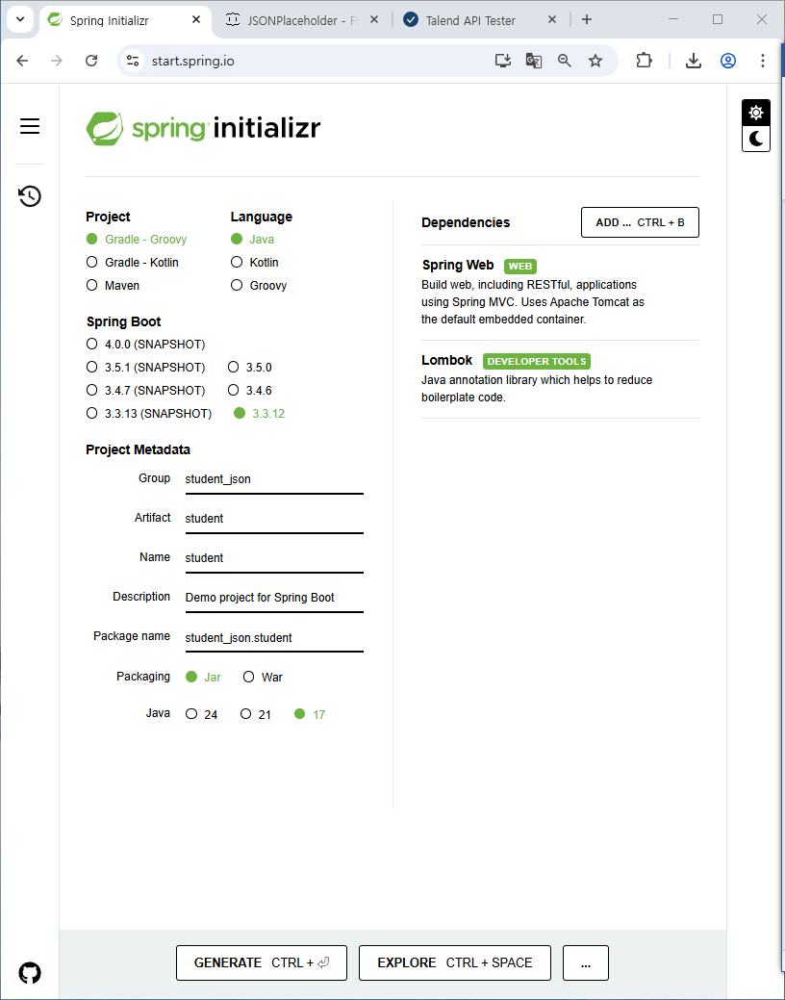 Spring Initializr
JSONPlaceholder - F
Talend API Tester
start.spring.io
spring initializr
Project
Gradle - Groovy
Gradle - Kotlin
Maven
Language
Java
Kotlin
Groovy
Spring Boot
4.0.0 (SNAPSHOT)
3.5.1 (SNAPSHOT) 3.5.0
3.4.7 (SNAPSHOT) 3.4.6
3.3.13 (SNAPSHOT) 3.3.12
Project Metadata
Group student_json
Artifact student
Name student
Description Demo project for Spring Boot
Package name student_json.student
Packaging Jar War
Java 24 21 17
Dependencies
ADD ... CTRL + B
Spring Web WEB
Build web, including RESTful, applications
using Spring MVC. Uses Apache Tomcat as
the default embedded container.
Lombok DEVELOPER TOOLS
Java annotation library which helps to reduce
boilerplate code.
GENERATE CTRL + ⏎
EXPLORE CTRL + SPACE
...